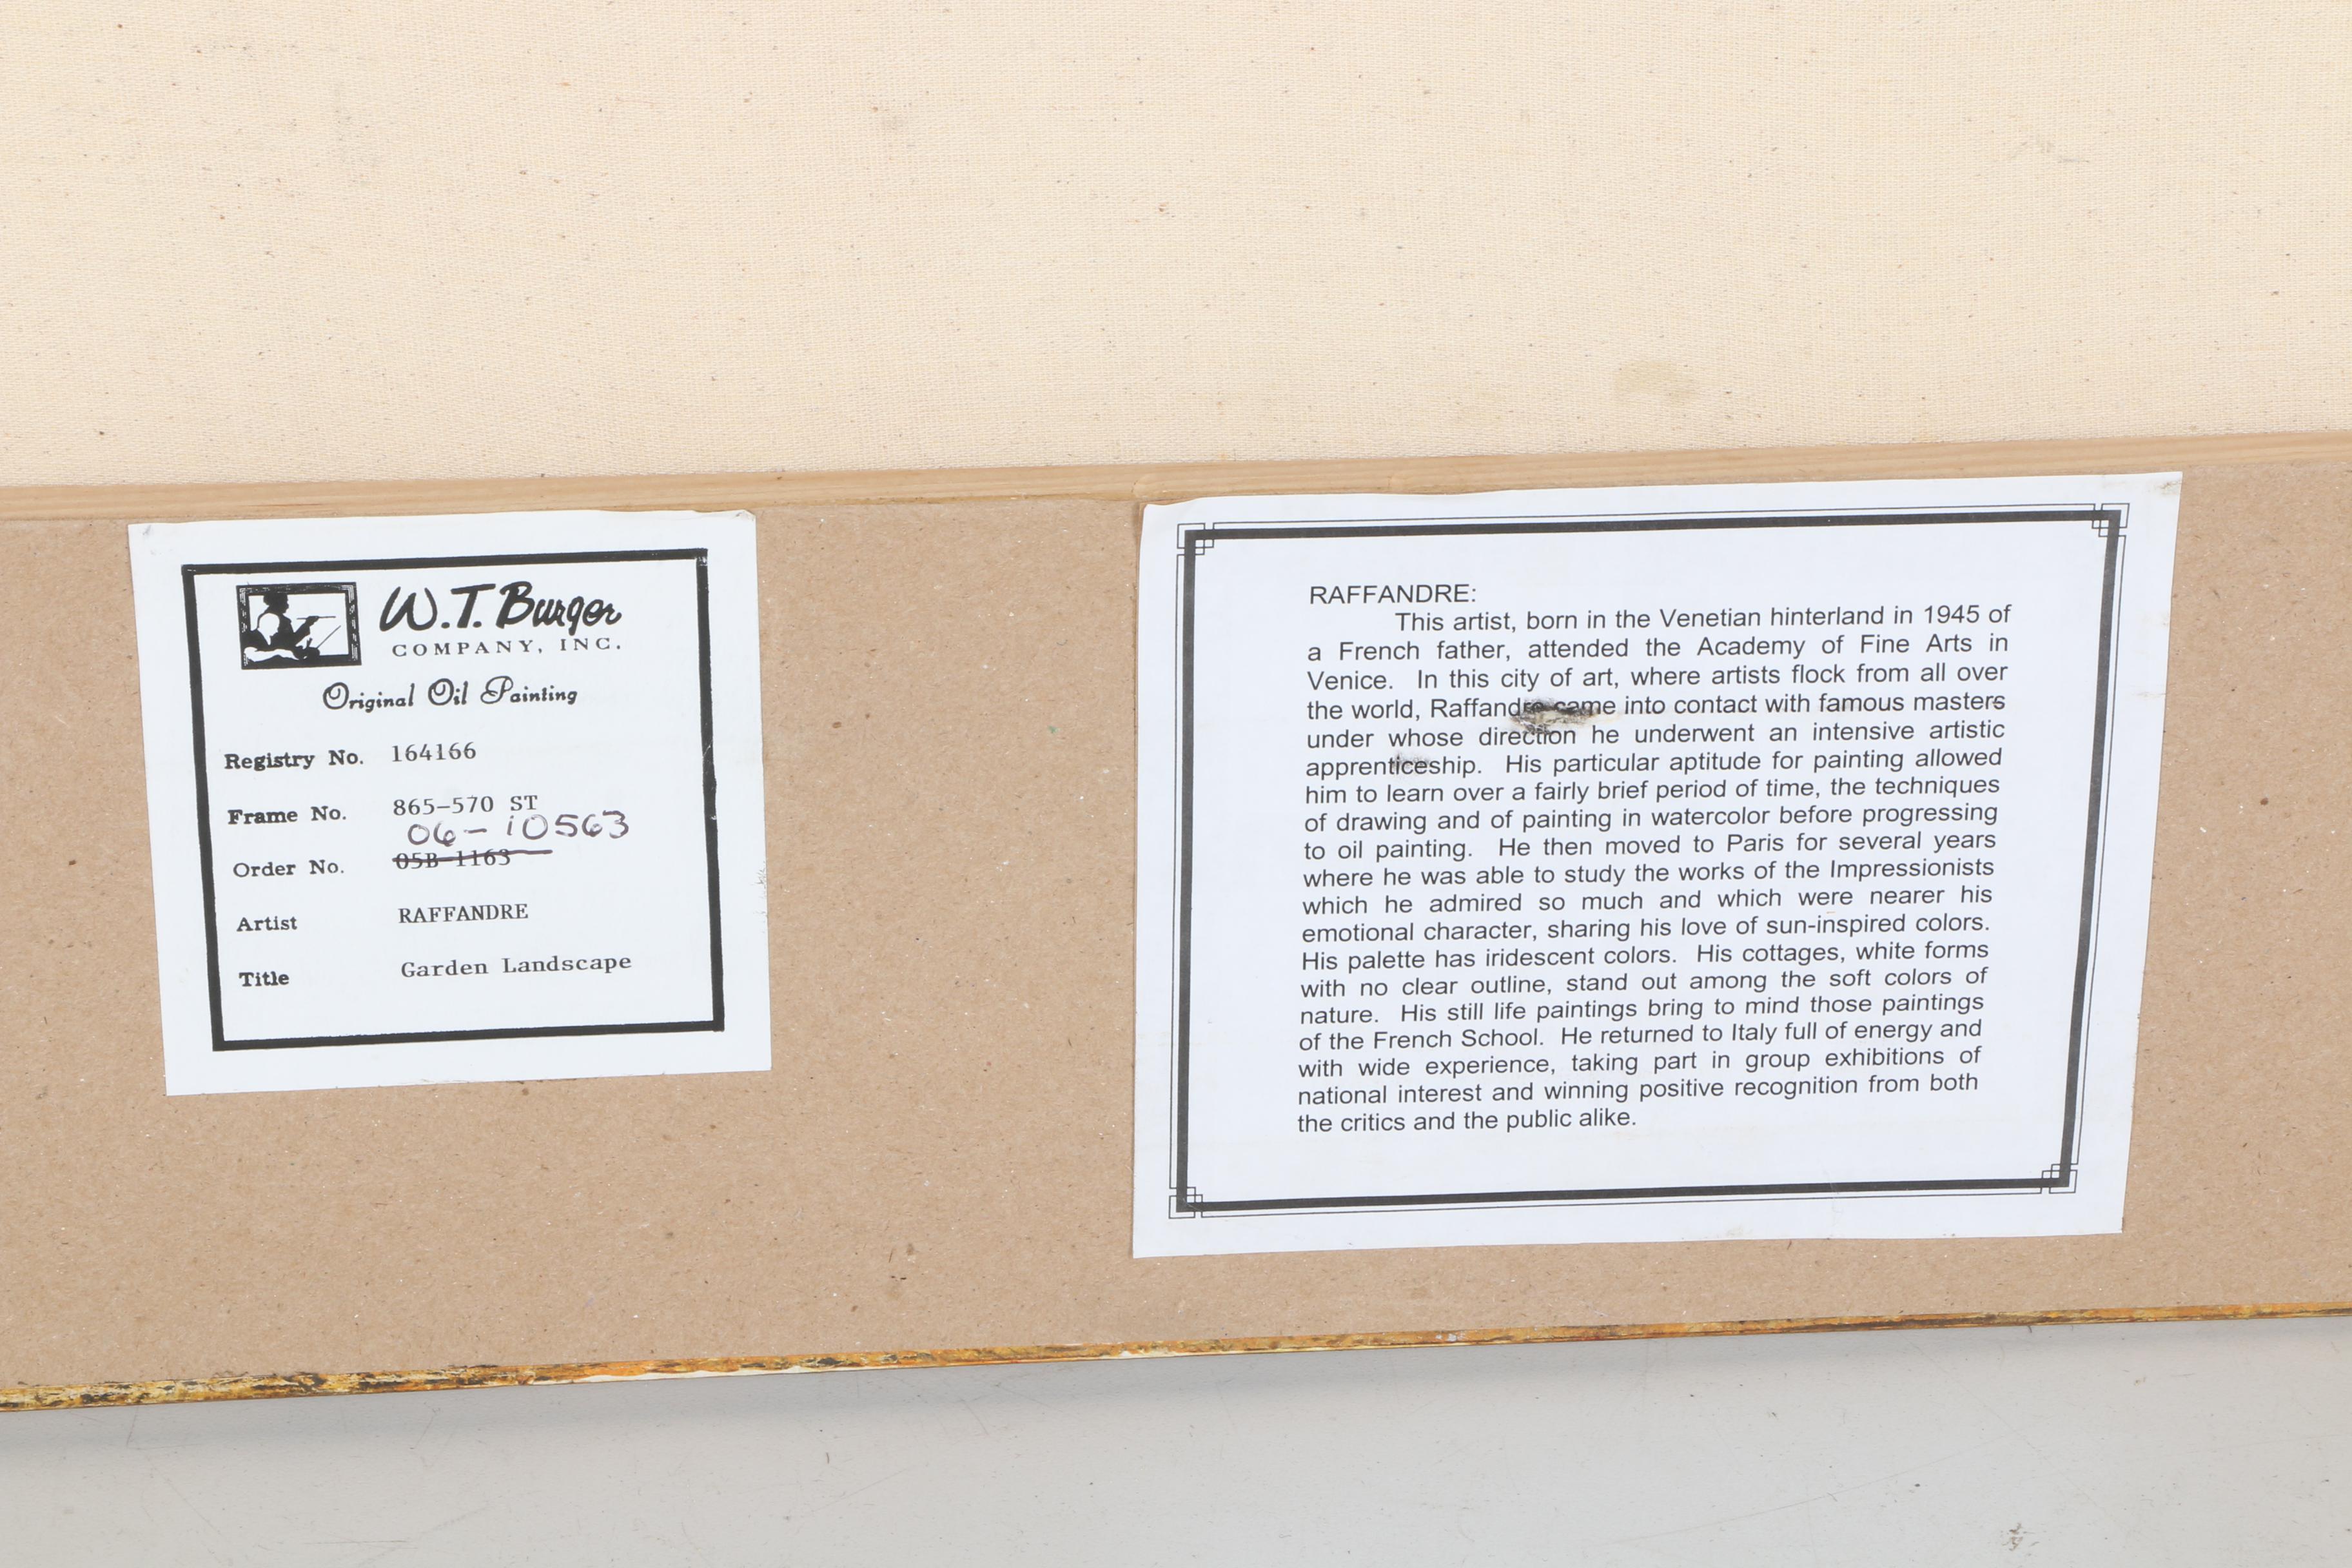 W.T. Burger
COMPANY, INC.
Original Oil Painting
Registry No. 164166
Frame No. 865-570 ST
06-10563
Order No. 05B-1163
Artist RAFFANDRE
Title Garden Landscape
RAFFANDRE:
This artist, born in the Venetian hinterland in 1945 of
a French father, attended the Academy of Fine Arts in
Venice. In this city of art, where artists flock from all over
the world, Raffandre came into contact with famous masters
under whose direction he underwent an intensive artistic
apprenticeship. His particular aptitude for painting allowed
him to learn over a fairly brief period of time, the techniques
of drawing and of painting in watercolor before progressing
to oil painting. He then moved to Paris for several years
where he was able to study the works of the Impressionists
which he admired so much and which were nearer his
emotional character, sharing his love of sun-inspired colors.
His palette has iridescent colors. His cottages, white forms
with no clear outline, stand out among the soft colors of
nature. His still life paintings bring to mind those paintings
of the French School. He returned to Italy full of energy and
with wide experience, taking part in group exhibitions of
national interest and winning positive recognition from both
the critics and the public alike.